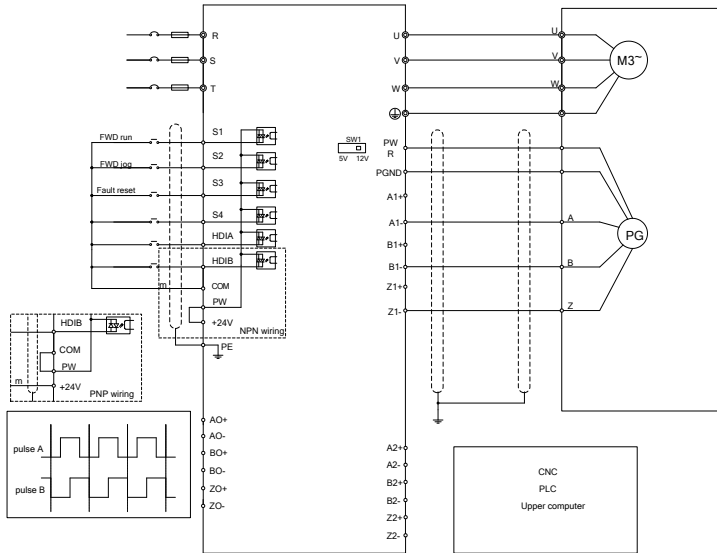 R
S
T
U
V
W
U
V
W
M3~
FWD run
FWD jog
Fault reset
S1
S2
S3
S4
HDIA
HDIB
m
COM
PW
+24V
NPN wiring
PE
SW1
5V 12V
PW
R
PGND
A1+
A1-
B1+
B1-
Z1+
Z1-
A
B
Z
PG
HDIB
COM
PW
m
+24V
PNP wiring
pulse A
pulse B
AO+
AO-
BO+
BO-
ZO+
ZO-
A2+
A2-
B2+
B2-
Z2+
Z2-
CNC
PLC
Upper computer